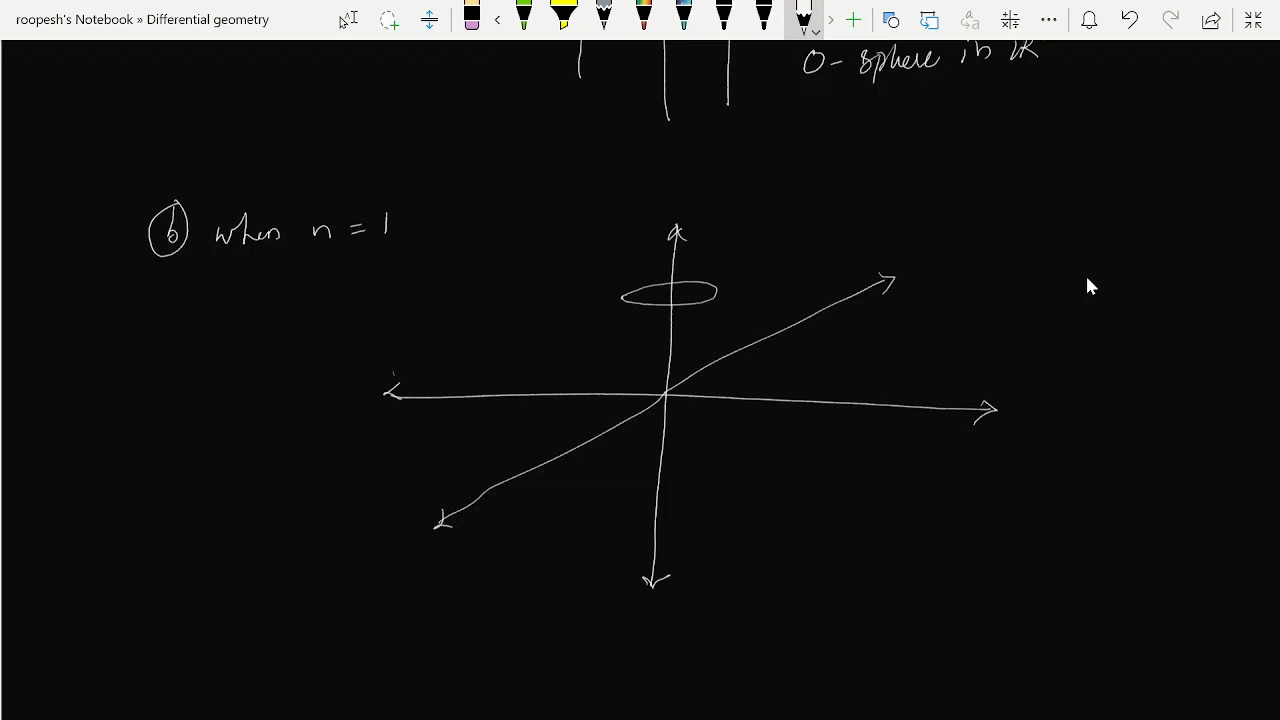 roopesh's Notebook » Differential geometry
0 - sphere in ℝ
ⓑ when n = 1